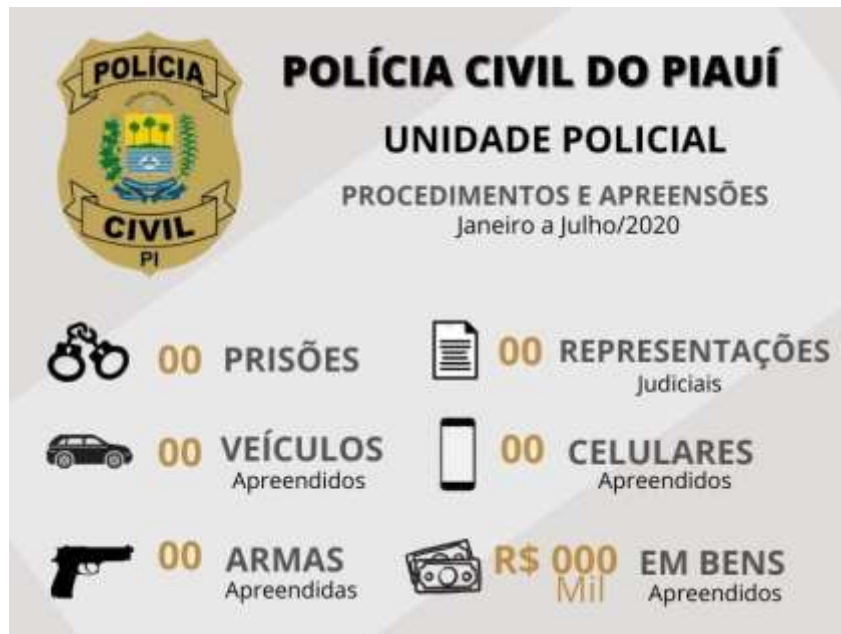 POLÍCIA
CIVIL
PI
POLÍCIA CIVIL DO PIAUÍ
UNIDADE POLICIAL
PROCEDIMENTOS E APREENSÕES
Janeiro a Julho/2020
00 PRISÕES
00 REPRESENTAÇÕES
Judiciais
00 VEÍCULOS
Apreendidos
00 CELULARES
Apreendidos
00 ARMAS
Apreendidas
R$ 000 Mil EM BENS
Apreendidos